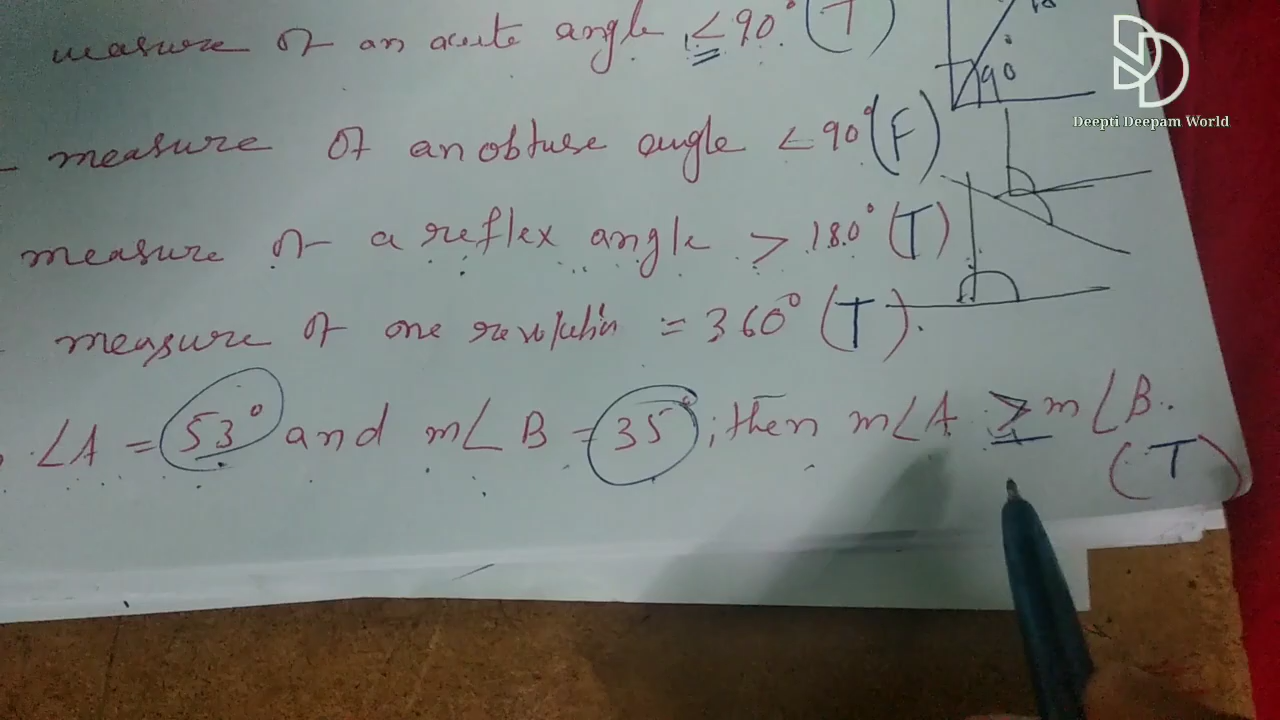 measure of an acute angle < 90° (T)
90
Deepti Deepam World
- measure of an obtuse angle < 90° (F)
measure of a reflex angle > 180° (T)
- measure of one revolution = 360° (T).
∠A = 53° and m∠B = 35°, then m∠A > m∠B.
(T)